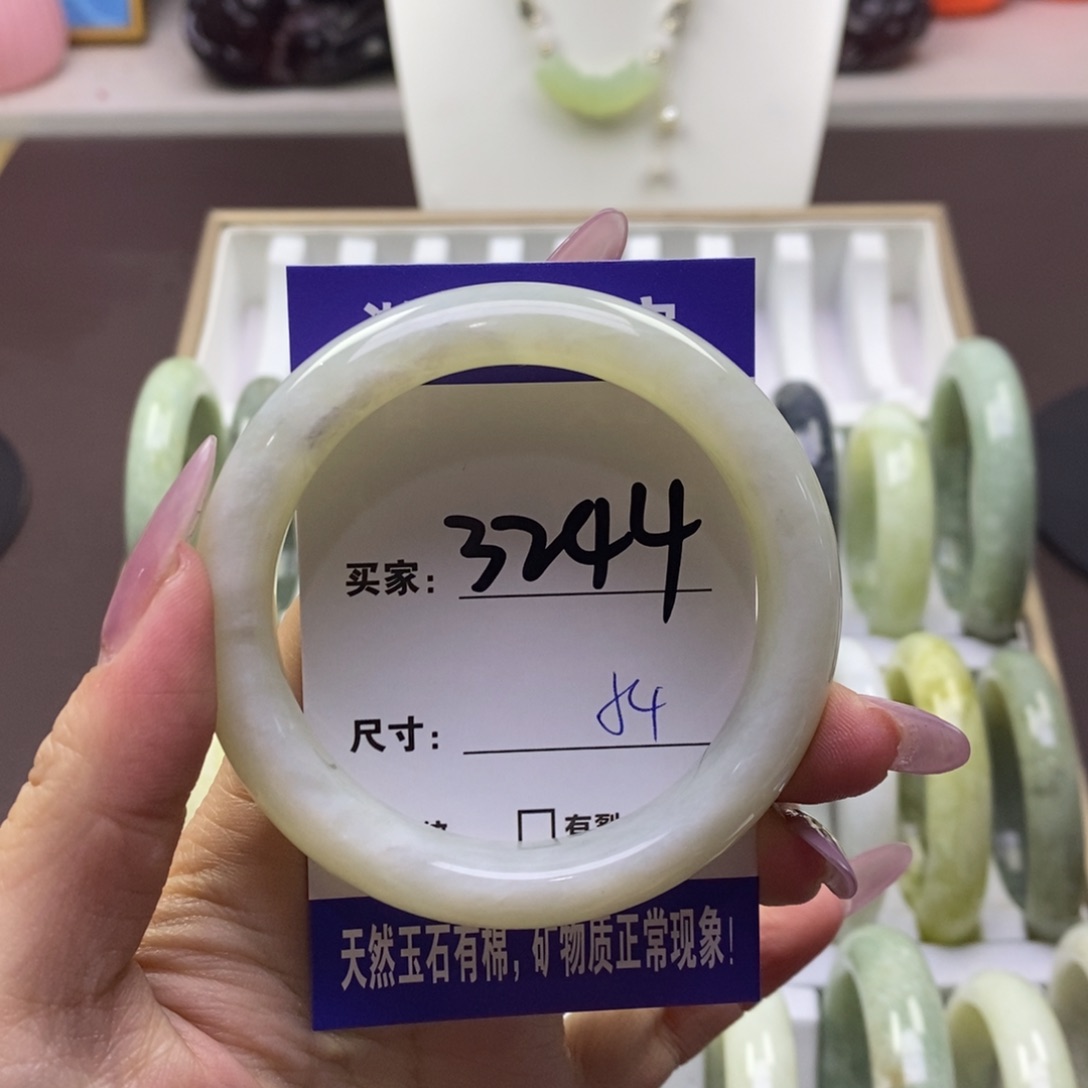 买家: 3244
尺寸: 54
有裂
天然玉石有棉, 矿物质正常现象!